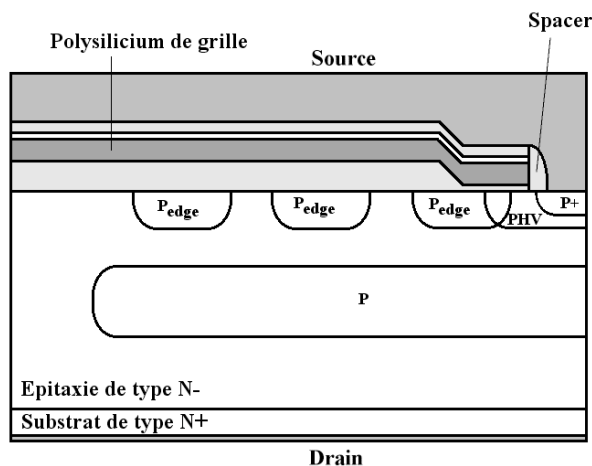 Spacer
Polysilicium de grille
Source
Pedge
Pedge
Pedge
PHV
P+
P
Epitaxie de type N-
Substrat de type N+
Drain